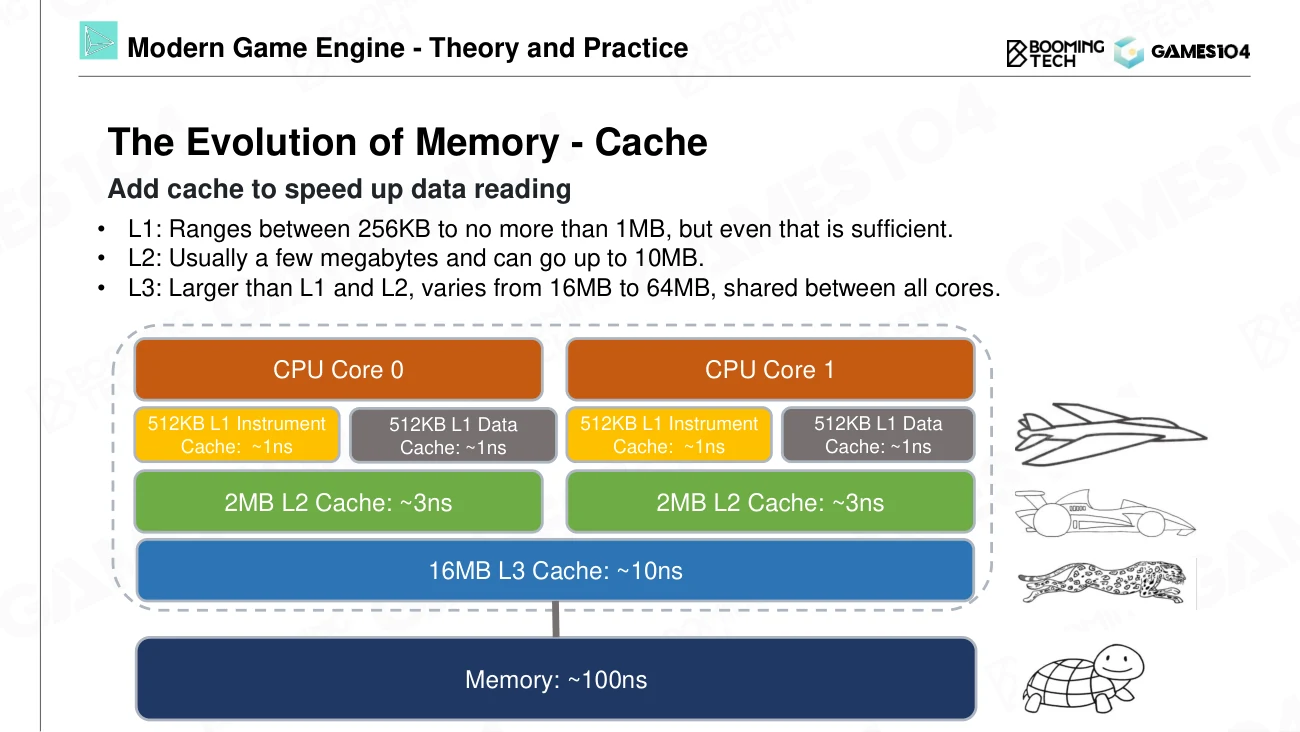 Modern Game Engine - Theory and Practice
BOOMING
TECH
GAMES104
The Evolution of Memory - Cache
Add cache to speed up data reading
• L1: Ranges between 256KB to no more than 1MB, but even that is sufficient.
• L2: Usually a few megabytes and can go up to 10MB.
• L3: Larger than L1 and L2, varies from 16MB to 64MB, shared between all cores.
CPU Core 0
CPU Core 1
512KB L1 Instrument
Cache: ~1ns
512KB L1 Data
Cache: ~1ns
512KB L1 Instrument
Cache: ~1ns
512KB L1 Data
Cache: ~1ns
2MB L2 Cache: ~3ns
2MB L2 Cache: ~3ns
16MB L3 Cache: ~10ns
Memory: ~100ns